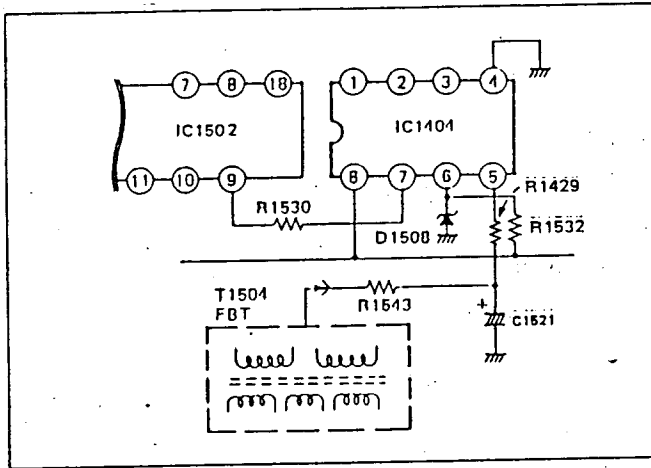 7 8 18
1 2 3 4
IC1502
IC1401
11 10 9
8 7 6 5
R1429
R1530
R1532
D1508
T1504
FBT
R1543
+
C1521